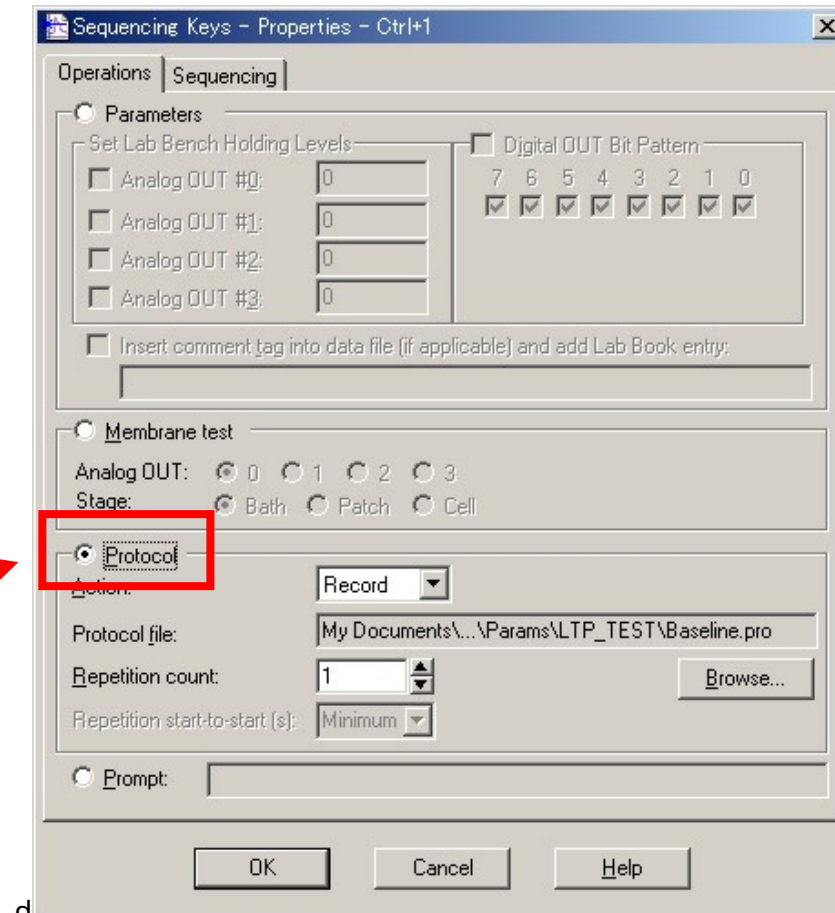 Sequencing Keys - Properties - Ctrl+1
Operations Sequencing
Parameters
Set Lab Bench Holding Levels
Digital OUT Bit Pattern
Analog OUT #0: 0
7 6 5 4 3 2 1 0
Analog OUT #1: 0
Analog OUT #2: 0
Analog OUT #3: 0
Insert comment tag into data file (if applicable) and add Lab Book entry:
Membrane test
Analog OUT: 0 1 2 3
Stage: Bath Patch Cell
Protocol
Action: Record
Protocol file: My Documents\...\Params\LTP_TEST\Baseline.pro
Repetition count: 1 Browse...
Repetition start-to-start (s): Minimum
Prompt:
OK Cancel Help
d